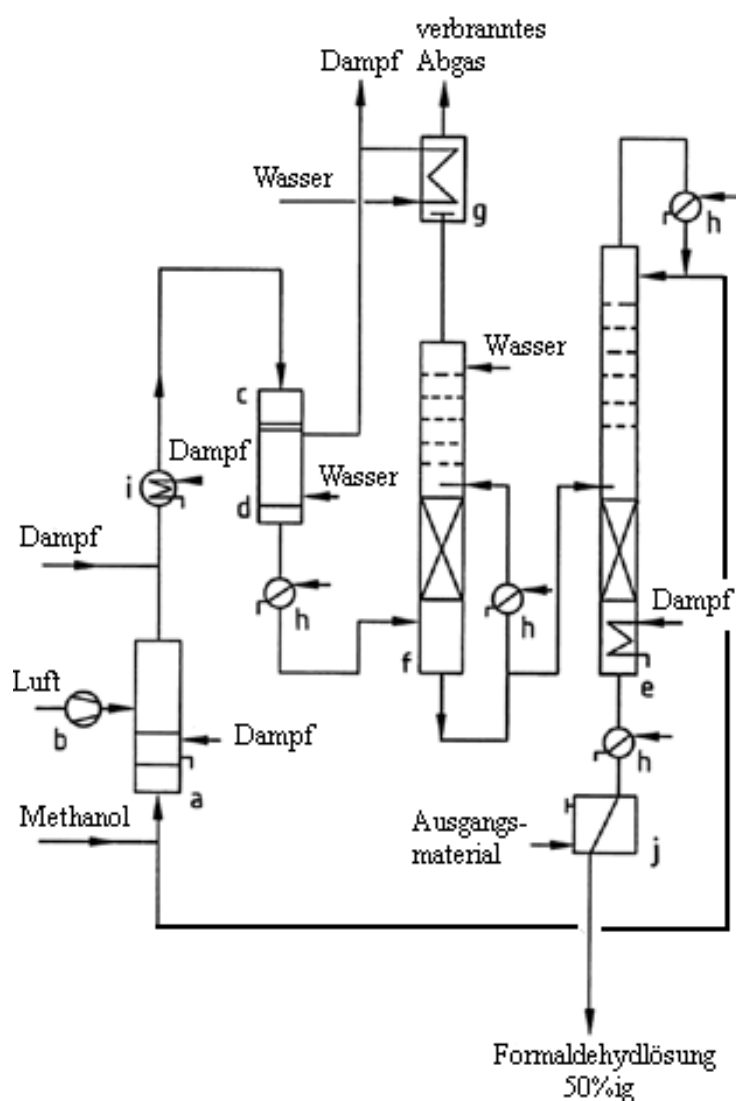 verbranntes
Dampf Abgas
Wasser
g
h
Wasser
c
Dampf
i
Wasser
d
Dampf
h
h
Dampf
f
e
Luft
b
Dampf
h
a
Methanol
Ausgangs-
material
j
Formaldehydlösung
50%ig